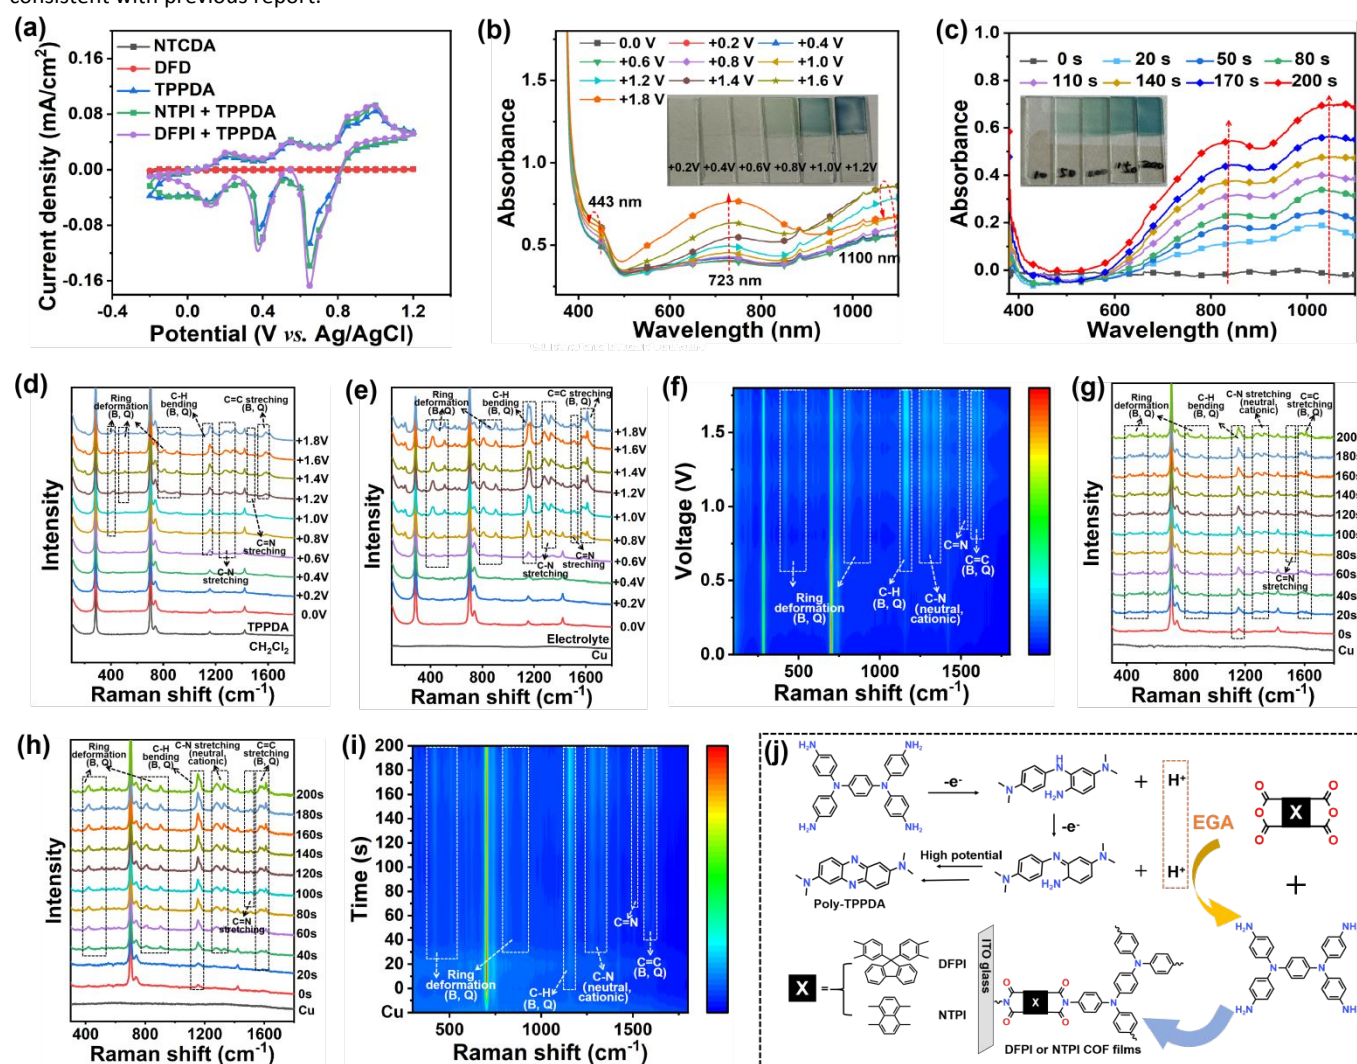 consistent with previous report.
(a)
NTCDA
DFD
TPPDA
NTPI + TPPDA
DFPI + TPPDA
Current density (mA/cm²)
0.16
0.08
0.00
-0.08
-0.16
-0.4 0.0 0.4 0.8 1.2
Potential (V vs. Ag/AgCl)
(b)
0.0 V +0.2 V +0.4 V
+0.6 V +0.8 V +1.0 V
+1.2 V +1.4 V +1.6 V
+1.8 V
+0.2V +0.4V +0.6V +0.8V +1.0V +1.2V
443 nm
723 nm
1100 nm
Absorbance
1.5
1.0
0.5
400 600 800 1000
Wavelength (nm)
(c)
0 s 20 s 50 s 80 s
110 s 140 s 170 s 200 s
Absorbance
0.8
0.6
0.4
0.2
0.0
400 500 600 700 800 900 1000 1100
Wavelength (nm)
(d)
Ring
deformation
(B, Q)
C-H
bending
(B, Q)
C=C streching
(B, Q)
+1.8V
+1.6V
+1.4V
+1.2V
+1.0V
+0.8V
C=N
streching
+0.6V
C-N
stretching
+0.4V
+0.2V
0.0V
TPPDA
CH₂Cl₂
Intensity
400 800 1200 1600
Raman shift (cm⁻¹)
(e)
Ring
deformation
(B, Q)
C-H
bending
(B, Q)
C=C stretching
(B, Q)
+1.8V
+1.6V
+1.4V
+1.2V
+1.0V
+0.8V
+0.6V
C-N
stretching
C=N
stretching
+0.4V
+0.2V
0.0V
Electrolyte
Cu
Intensity
400 800 1200 1600
Raman shift (cm⁻¹)
(f)
Voltage (V)
1.5
1.0
0.5
0.0
Ring
deformation
(B, Q)
C-H
(B, Q)
C-N
(neutral,
cationic)
C=N
C=C
(B, Q)
500 1000 1500
Raman shift (cm⁻¹)
(g)
Ring
deformation
(B, Q)
C-H
bending
(B, Q)
C-N stretching
(neutral,
cationic)
C=C
stretching
(B, Q)
200
180
160
140
120
100
80s
C=N
stretching
60s
40s
20s
0s
Cu
Intensity
400 800 1200 1600
Raman shift (cm⁻¹)
(h)
Ring
deformation
(B, Q)
C-H
bending
(B, Q)
C-N stretching
(neutral,
cationic)
C=C
stretching
(B, Q)
200s
180s
160s
140s
120s
100s
80s
C=N
stretching
60s
40s
20s
0s
Cu
Intensity
400 800 1200 1600
Raman shift (cm⁻¹)
(i)
Time (s)
200
180
160
140
120
100
80
60
40
20
0
Cu
Ring
deformation
(B, Q)
C-H
(B, Q)
C-N
(neutral,
cationic)
C=N
C=C
(B, Q)
500 1000 1500
Raman shift (cm⁻¹)
(j)
-e⁻
+ H⁺
-e⁻
+ H⁺
High potential
Poly-TPPDA
EGA
X
+
X =
DFPI
NTPI
ITO glass
X
DFPI or NTPI COF films